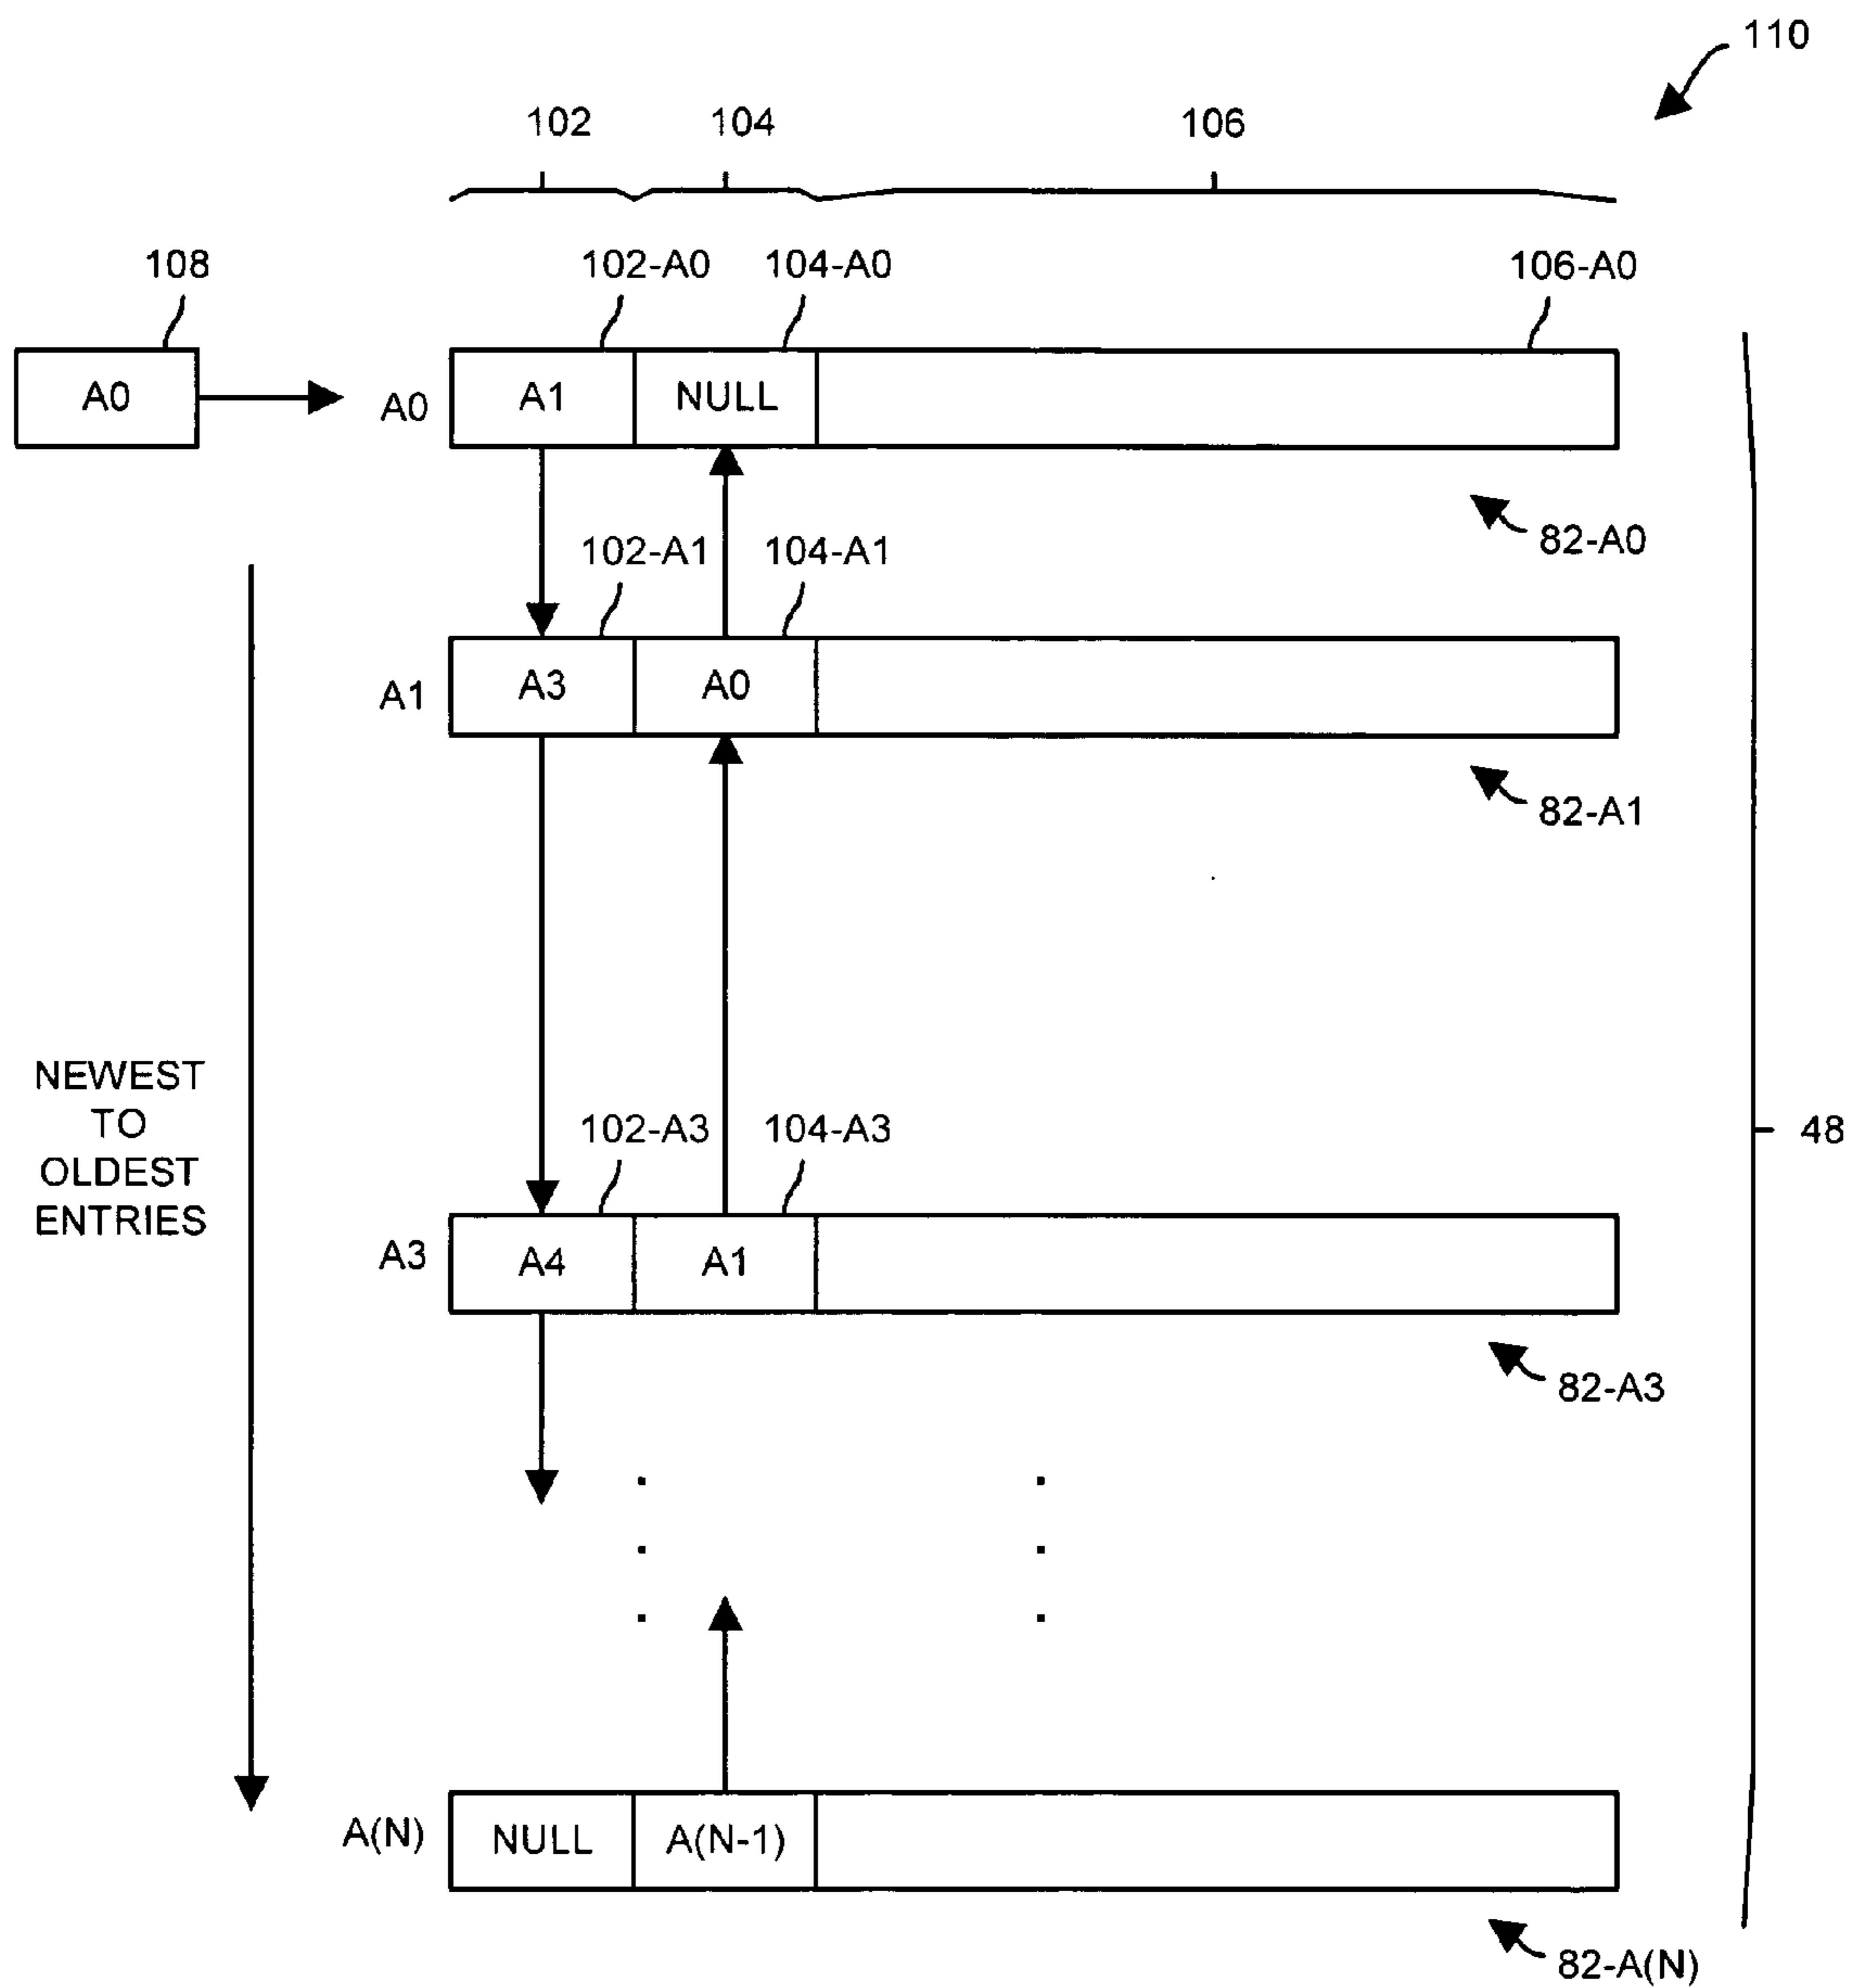 110
102 104 106
108 102-A0 104-A0 106-A0
A0 A0 A1 NULL
82-A0
102-A1 104-A1
A1 A3 A0
82-A1
NEWEST
TO
OLDEST
ENTRIES
48
102-A3 104-A3
A3 A4 A1
82-A3
A(N) NULL A(N-1)
82-A(N)